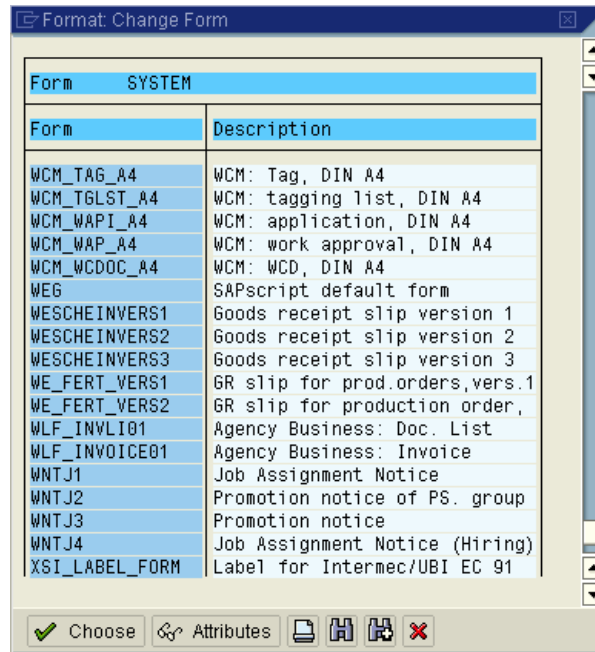 Format: Change Form
Form SYSTEM
Form Description
WCM_TAG_A4 WCM: Tag, DIN A4
WCM_TGLST_A4 WCM: tagging list, DIN A4
WCM_WAPI_A4 WCM: application, DIN A4
WCM_WAP_A4 WCM: work approval, DIN A4
WCM_WCDOC_A4 WCM: WCD, DIN A4
WEG SAPscript default form
WESCHEINVERS1 Goods receipt slip version 1
WESCHEINVERS2 Goods receipt slip version 2
WESCHEINVERS3 Goods receipt slip version 3
WE_FERT_VERS1 GR slip for prod.orders,vers.1
WE_FERT_VERS2 GR slip for production order,
WLF_INVLI01 Agency Business: Doc. List
WLF_INVOICE01 Agency Business: Invoice
WNTJ1 Job Assignment Notice
WNTJ2 Promotion notice of PS. group
WNTJ3 Promotion notice
WNTJ4 Job Assignment Notice (Hiring)
XSI_LABEL_FORM Label for Intermec/UBI EC 91
Choose Attributes